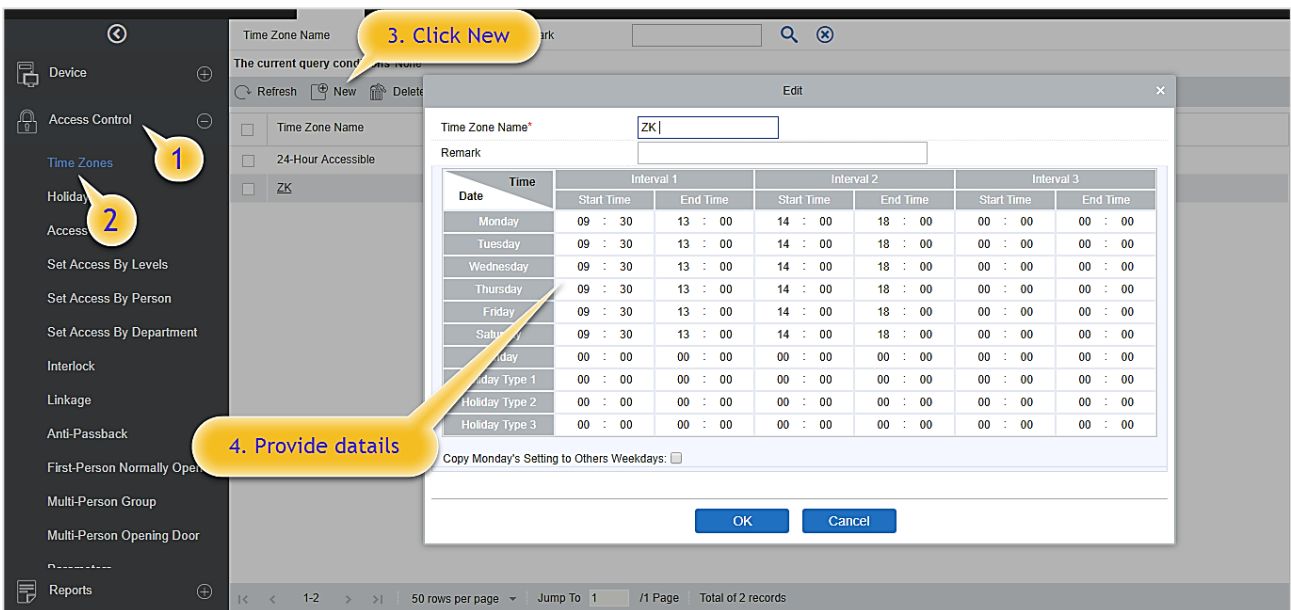 Time Zone Name
ark
3. Click New
The current query cond
None
Refresh New Delete
Time Zone Name
24-Hour Accessible
ZK
Device
Access Control
1
Time Zones
2
Holiday
Access
Set Access By Levels
Set Access By Person
Set Access By Department
Interlock
Linkage
Anti-Passback
First-Person Normally Open
Multi-Person Group
Multi-Person Opening Door
Reports
Edit
Time Zone Name* ZK
Remark
Time Interval 1 Interval 2 Interval 3
Date Start Time End Time Start Time End Time Start Time End Time
Monday 09 : 30 13 : 00 14 : 00 18 : 00 00 : 00 00 : 00
Tuesday 09 : 30 13 : 00 14 : 00 18 : 00 00 : 00 00 : 00
Wednesday 09 : 30 13 : 00 14 : 00 18 : 00 00 : 00 00 : 00
Thursday 09 : 30 13 : 00 14 : 00 18 : 00 00 : 00 00 : 00
Friday 09 : 30 13 : 00 14 : 00 18 : 00 00 : 00 00 : 00
Saturday 09 : 30 13 : 00 14 : 00 18 : 00 00 : 00 00 : 00
day 00 : 00 00 : 00 00 : 00 00 : 00 00 : 00 00 : 00
iday Type 1 00 : 00 00 : 00 00 : 00 00 : 00 00 : 00 00 : 00
Holiday Type 2 00 : 00 00 : 00 00 : 00 00 : 00 00 : 00 00 : 00
Holiday Type 3 00 : 00 00 : 00 00 : 00 00 : 00 00 : 00 00 : 00
4. Provide datails
Copy Monday's Setting to Others Weekdays:
OK Cancel
1-2 50 rows per page Jump To 1 /1 Page Total of 2 records